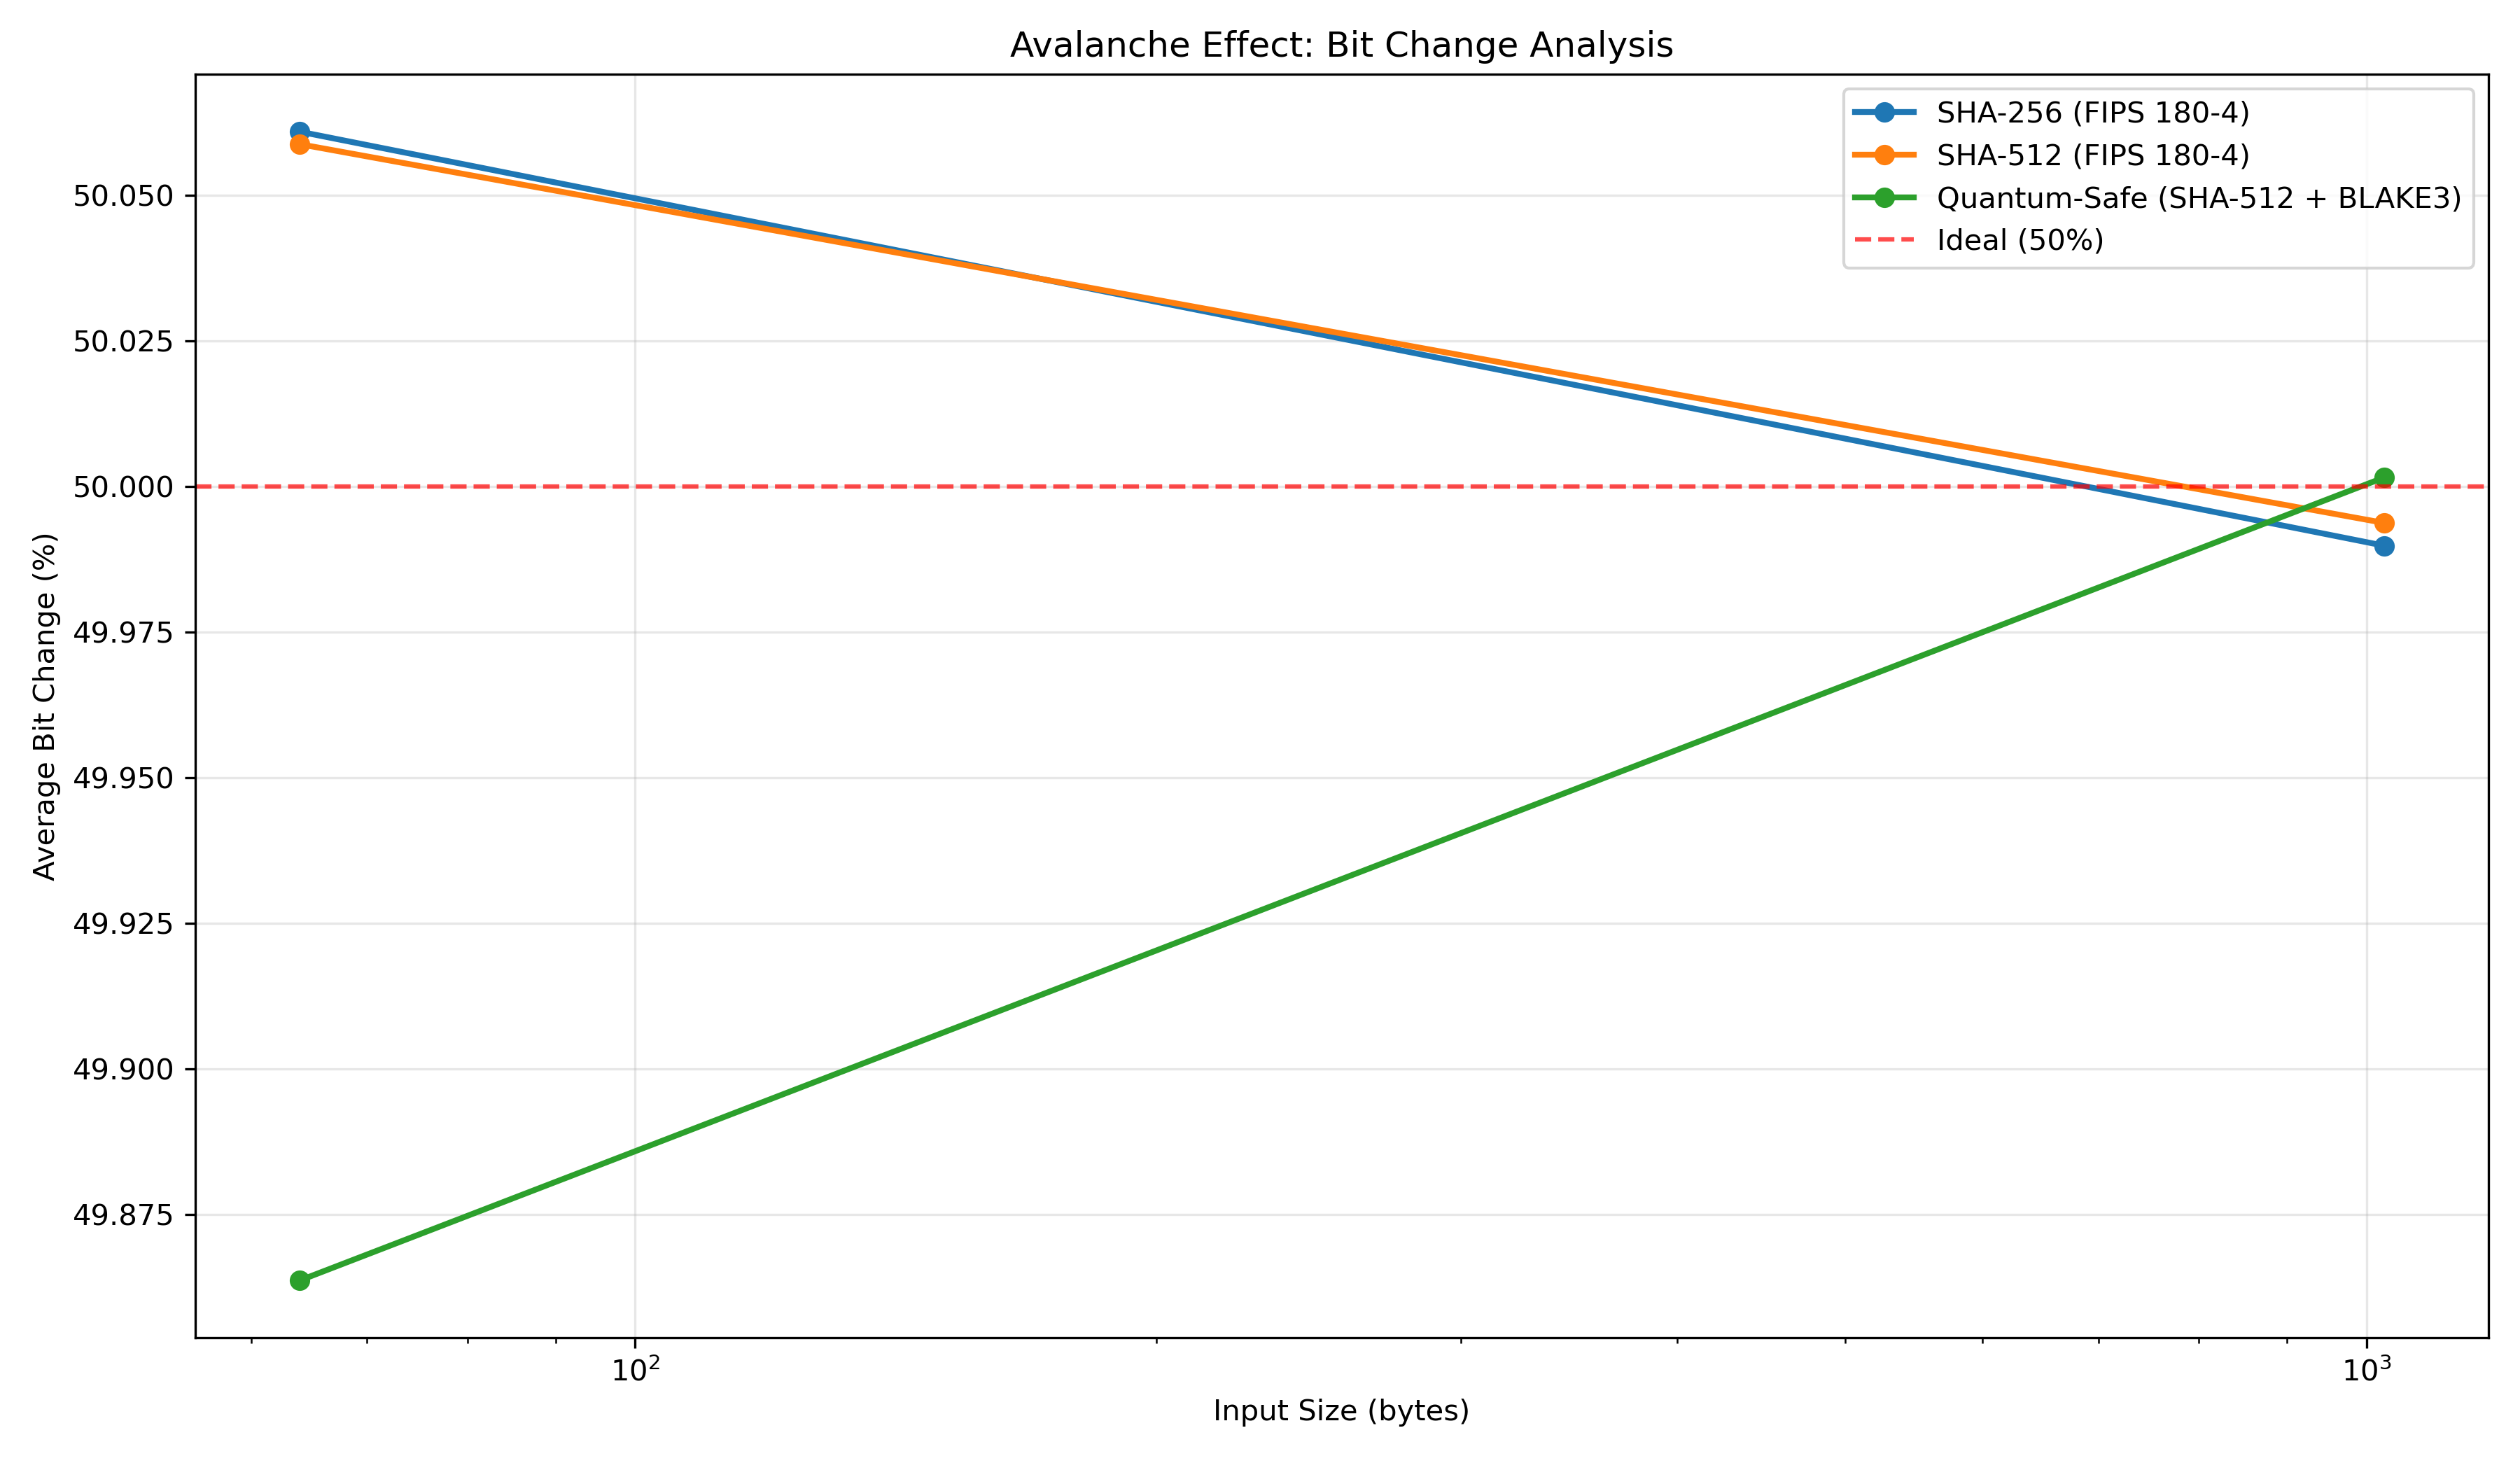 Avalanche Effect: Bit Change Analysis
SHA-256 (FIPS 180-4)
SHA-512 (FIPS 180-4)
Quantum-Safe (SHA-512 + BLAKE3)
Ideal (50%)
Average Bit Change (%)
50.050
50.025
50.000
49.975
49.950
49.925
49.900
49.875
10²
10³
Input Size (bytes)